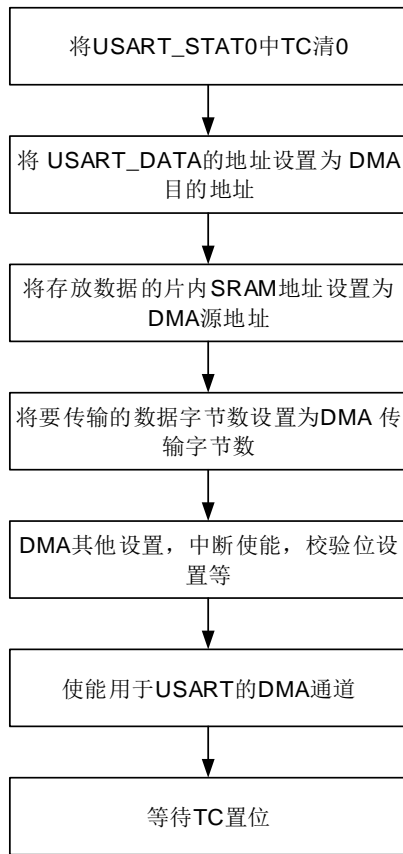 将USART_STAT0中TC清0
将 USART_DATA的地址设置为 DMA
目的地址
将存放数据的片内SRAM地址设置为
DMA源地址
将要传输的数据字节数设置为DMA 传
输字节数
DMA其他设置，中断使能，校验位设
置等
使能用于USART的DMA通道
等待TC置位